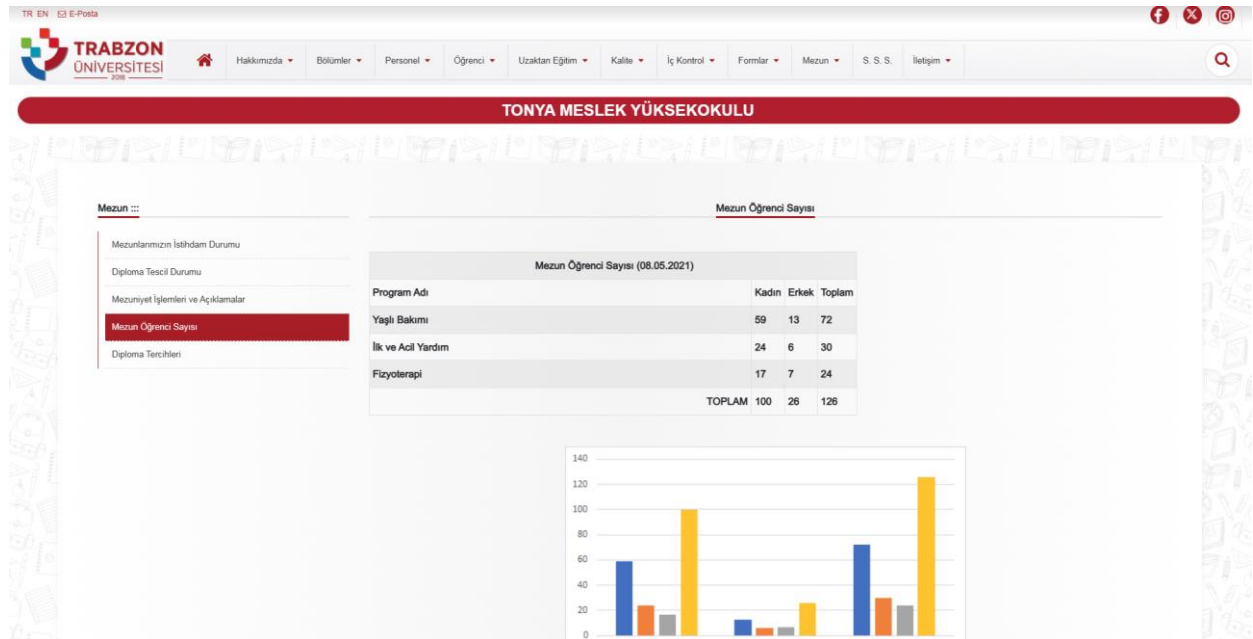 TR EN E-Posta
TRABZON
ÜNİVERSİTESİ
2018
Hakkımızda Bölümler Personel Öğrenci Uzaktan Eğitim Kalite İç Kontrol Formlar Mezun S. S. S. İletişim
TONYA MESLEK YÜKSEKOKULU
Mezun :::
Mezunlarımızın İstihdam Durumu
Diploma Tescil Durumu
Mezuniyet İşlemleri ve Açıklamalar
Mezun Öğrenci Sayısı
Diploma Tercihleri
Mezun Öğrenci Sayısı
Mezun Öğrenci Sayısı (08.05.2021)
Program Adı Kadın Erkek Toplam
Yaşlı Bakımı 59 13 72
İlk ve Acil Yardım 24 6 30
Fizyoterapi 17 7 24
TOPLAM 100 26 126
140
120
100
80
60
40
20
0